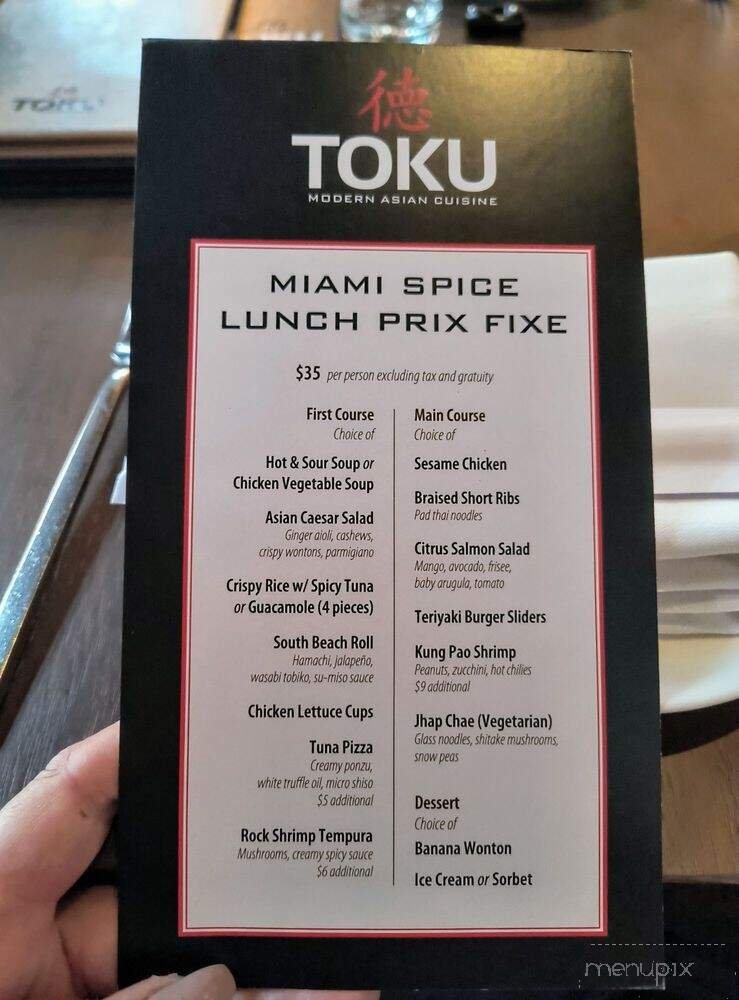 TOKU
德
TOKU
MODERN ASIAN CUISINE
MIAMI SPICE
LUNCH PRIX FIXE
$35 per person excluding tax and gratuity
First Course
Choice of
Hot & Sour Soup or
Chicken Vegetable Soup
Asian Caesar Salad
Ginger aioli, cashews,
crispy wontons, parmigiano
Crispy Rice w/ Spicy Tuna
or Guacamole (4 pieces)
South Beach Roll
Hamachi, jalapeño,
wasabi tobiko, su-miso sauce
Chicken Lettuce Cups
Tuna Pizza
Creamy ponzu,
white truffle oil, micro shiso
$5 additional
Rock Shrimp Tempura
Mushrooms, creamy spicy sauce
$6 additional
Main Course
Choice of
Sesame Chicken
Braised Short Ribs
Pad thai noodles
Citrus Salmon Salad
Mango, avocado, frisee,
baby arugula, tomato
Teriyaki Burger Sliders
Kung Pao Shrimp
Peanuts, zucchini, hot chilies
$9 additional
Jhap Chae (Vegetarian)
Glass noodles, shitake mushrooms,
snow peas
Dessert
Choice of
Banana Wonton
Ice Cream or Sorbet
menupix